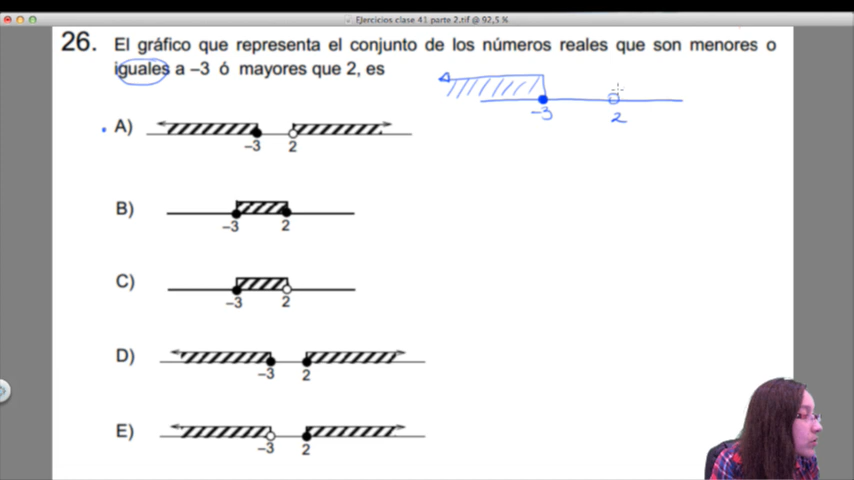 Ejercicios clase 41 parte 2.tif @ 92,5 %
26. El gráfico que representa el conjunto de los números reales que son menores o
iguales a –3 ó mayores que 2, es
–3 2
A)
–3 2
B)
–3 2
C)
–3 2
D)
–3 2
E)
–3 2